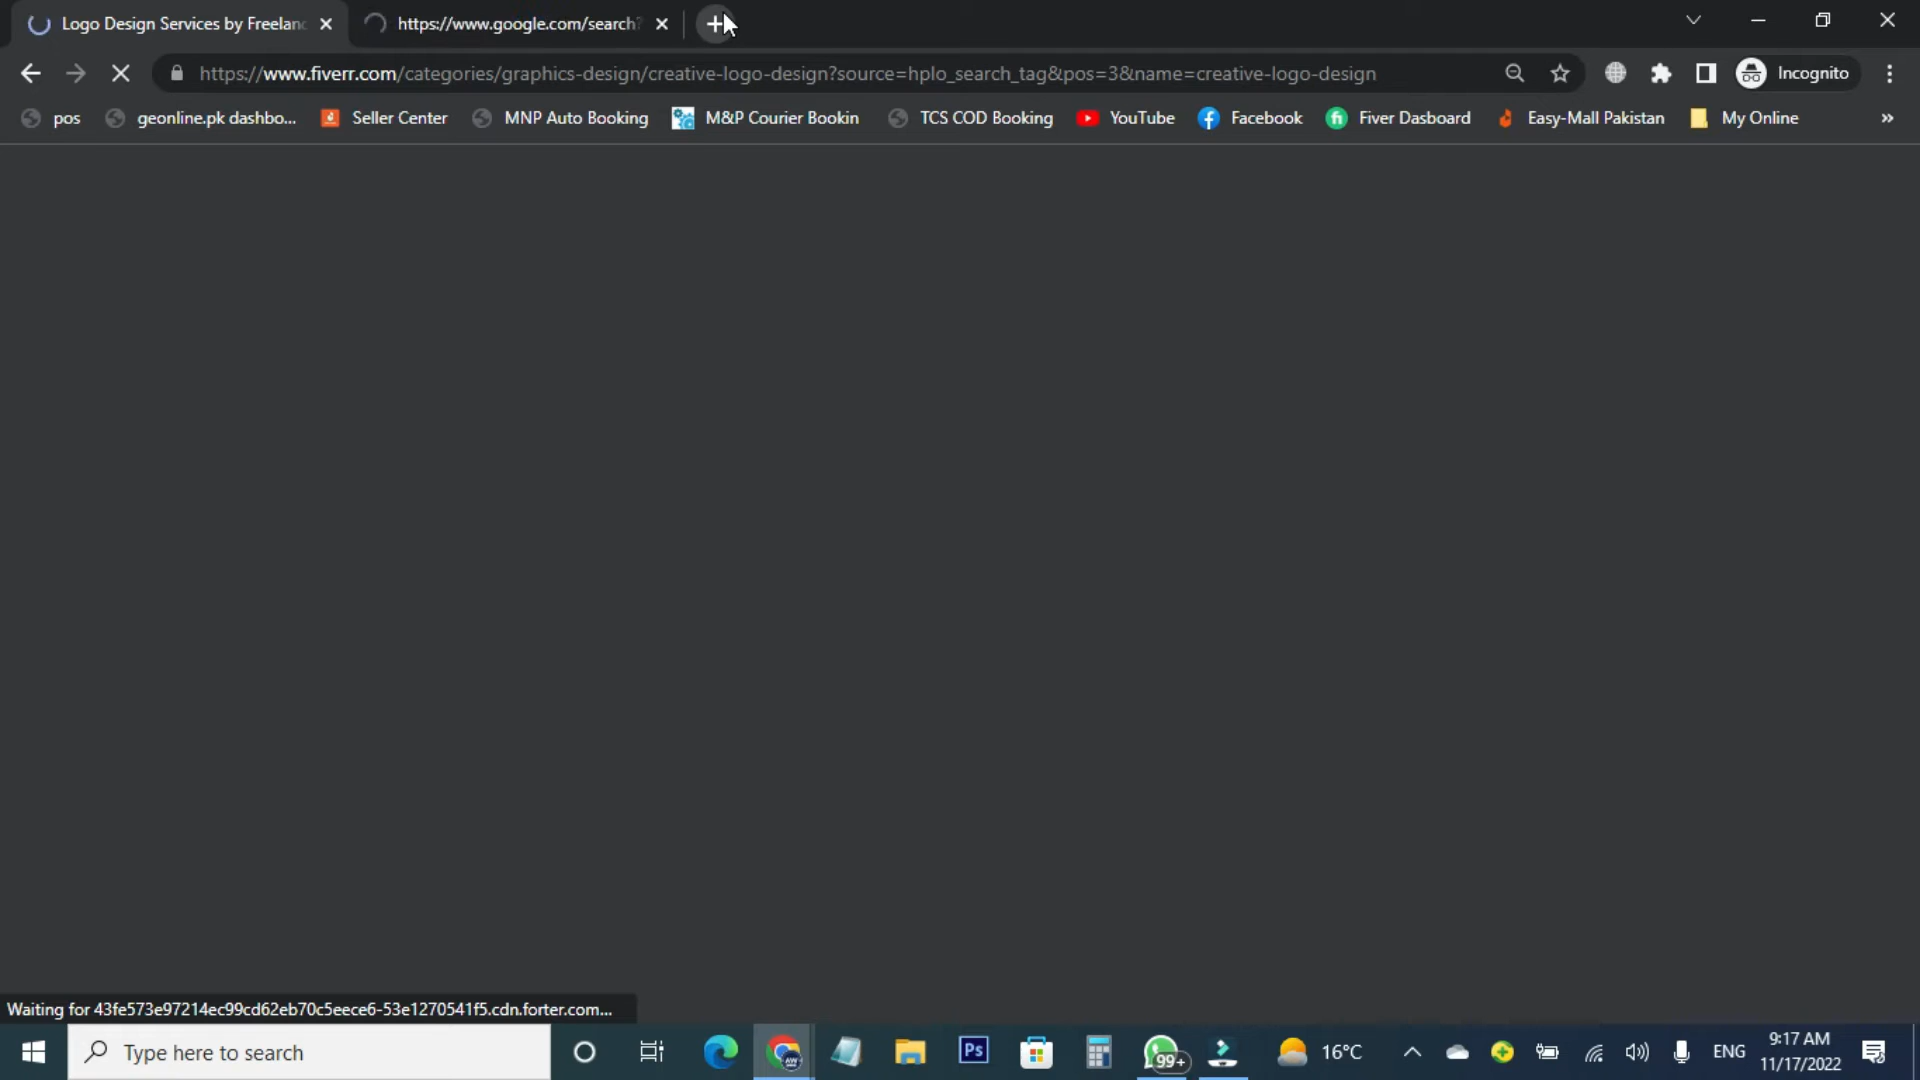 Logo Design Services by Freelanc
https://www.google.com/search?
https://www.fiverr.com/categories/graphics-design/creative-logo-design?source=hplo_search_tag&pos=3&name=creative-logo-design
Incognito
pos
geonline.pk dashbo...
Seller Center
MNP Auto Booking
M&P Courier Bookin
TCS COD Booking
YouTube
Facebook
Fiver Dasboard
Easy-Mall Pakistan
My Online
»
Waiting for 43fe573e97214ec99cd62eb70c5eece6-53e1270541f5.cdn.forter.com...
Type here to search
Ps
99+
16°C
ENG
9:17 AM
11/17/2022